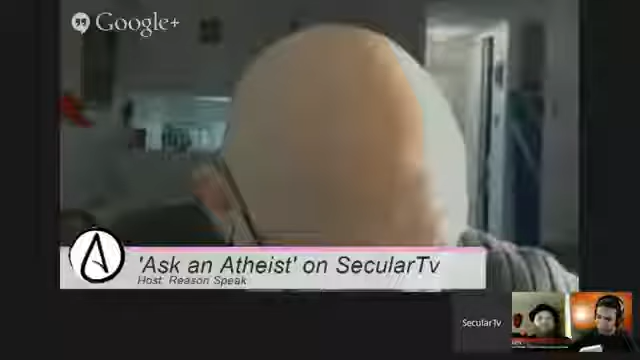 Google+
'Ask an Atheist' on SecularTv
Host: Reason Speak
SecularTv